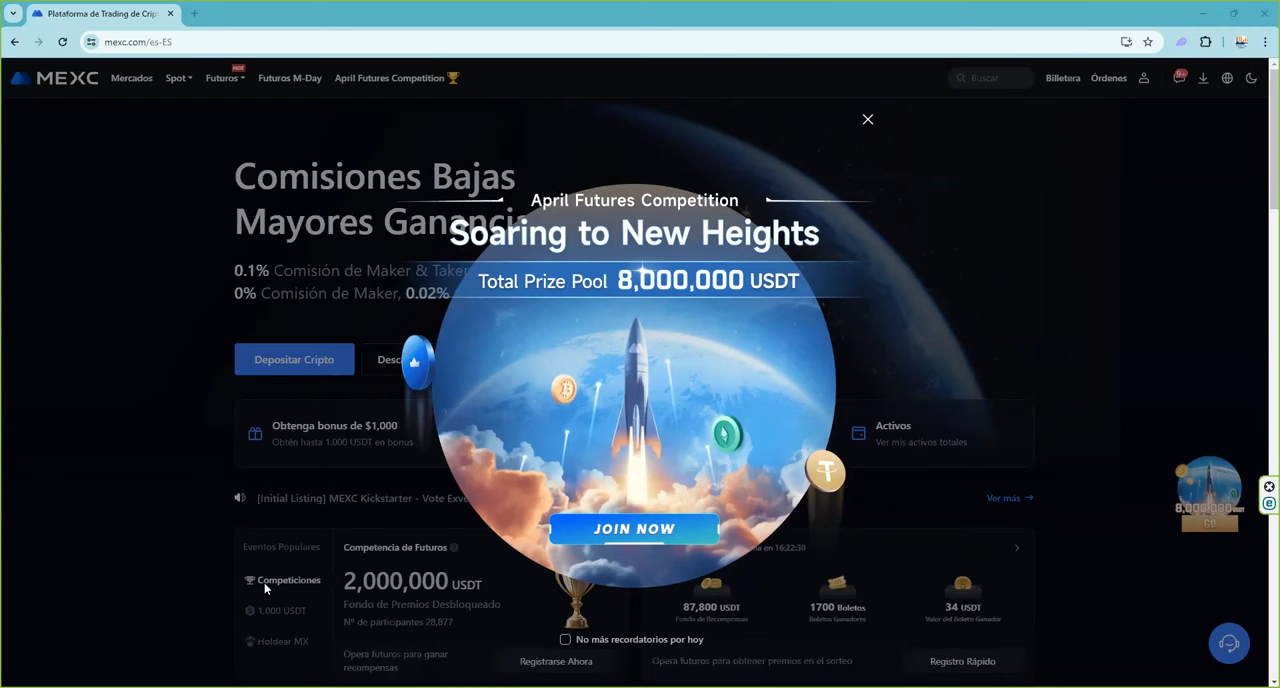 Plataforma de Trading de Crip
mexc.com/es-ES
MEXC
Mercados
Spot
HOT
Futuros
Futuros M-Day
April Futures Competition
Buscar
Billetera
Órdenes
9+
Comisiones Bajas
Mayores Gananci
0.1% Comisión de Maker & Taker
0% Comisión de Maker, 0.02%
Depositar Cripto
Desc
April Futures Competition
Soaring to New Heights
Total Prize Pool 8,000,000 USDT
JOIN NOW
No más recordatorios por hoy
Obtenga bonus de $1,000
Obtén hasta 1.000 USDT en bonus
Activos
Ver mis activos totales
[Initial Listing] MEXC Kickstarter - Vote
Ver más
8,000,000 USDT
GO
Eventos Populares
Competiciones
1,000 USDT
Holdear MX
Competencia de Futuros
2,000,000 USDT
Fondo de Premios Desbloqueado
Nº de participantes 28,877
Opera futuros para ganar
recompensas
Registrarse Ahora
en 16:22:30
87,800 USDT
Fondo de Recompensas
1700 Boletos
Boletos Ganadores
34 USDT
Valor del Boleto Ganador
Opera futuros para obtener premios en el sorteo
Registro Rápido